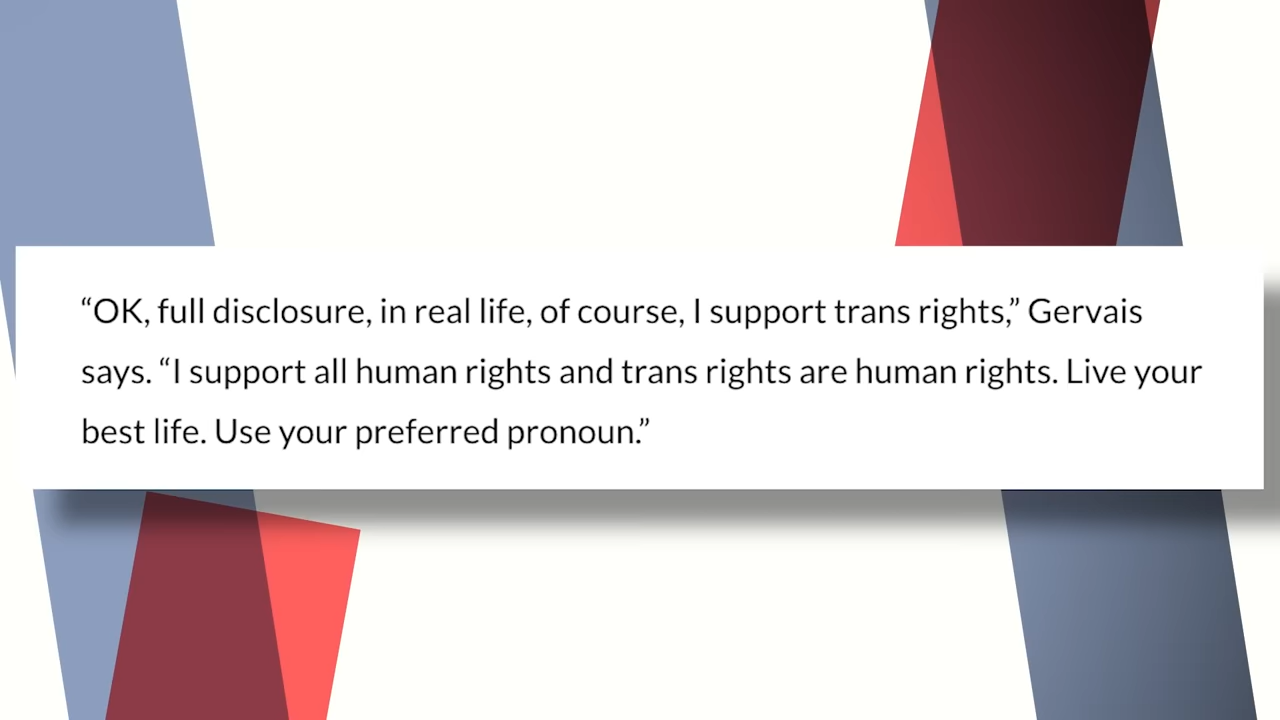 “OK, full disclosure, in real life, of course, I support trans rights,” Gervais
says. “I support all human rights and trans rights are human rights. Live your
best life. Use your preferred pronoun.”